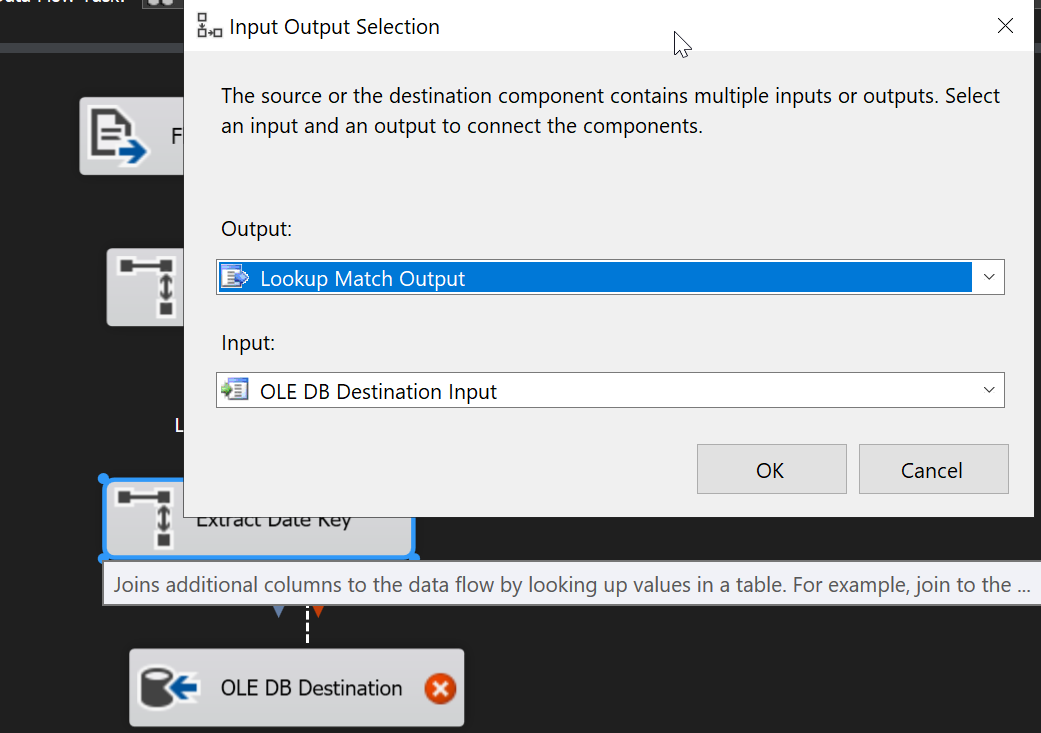 Data Flow Task:
Input Output Selection
The source or the destination component contains multiple inputs or outputs. Select
an input and an output to connect the components.
F
Output:
Lookup Match Output
Input:
OLE DB Destination Input
L
OK
Cancel
Extract Date Key
Joins additional columns to the data flow by looking up values in a table. For example, join to the ...
OLE DB Destination